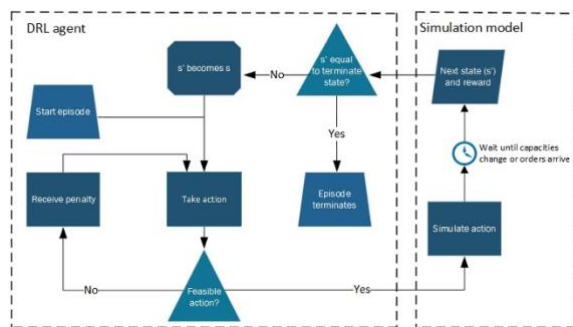 DRL agent
Simulation model
s' becomes s
No
s' equal
to terminate
state?
Next state (s')
and reward
Start episode
Yes
Wait until capacities
change or orders arrive
Receive penalty
Take action
Episode
terminates
Simulate action
No
Feasible
action?
Yes